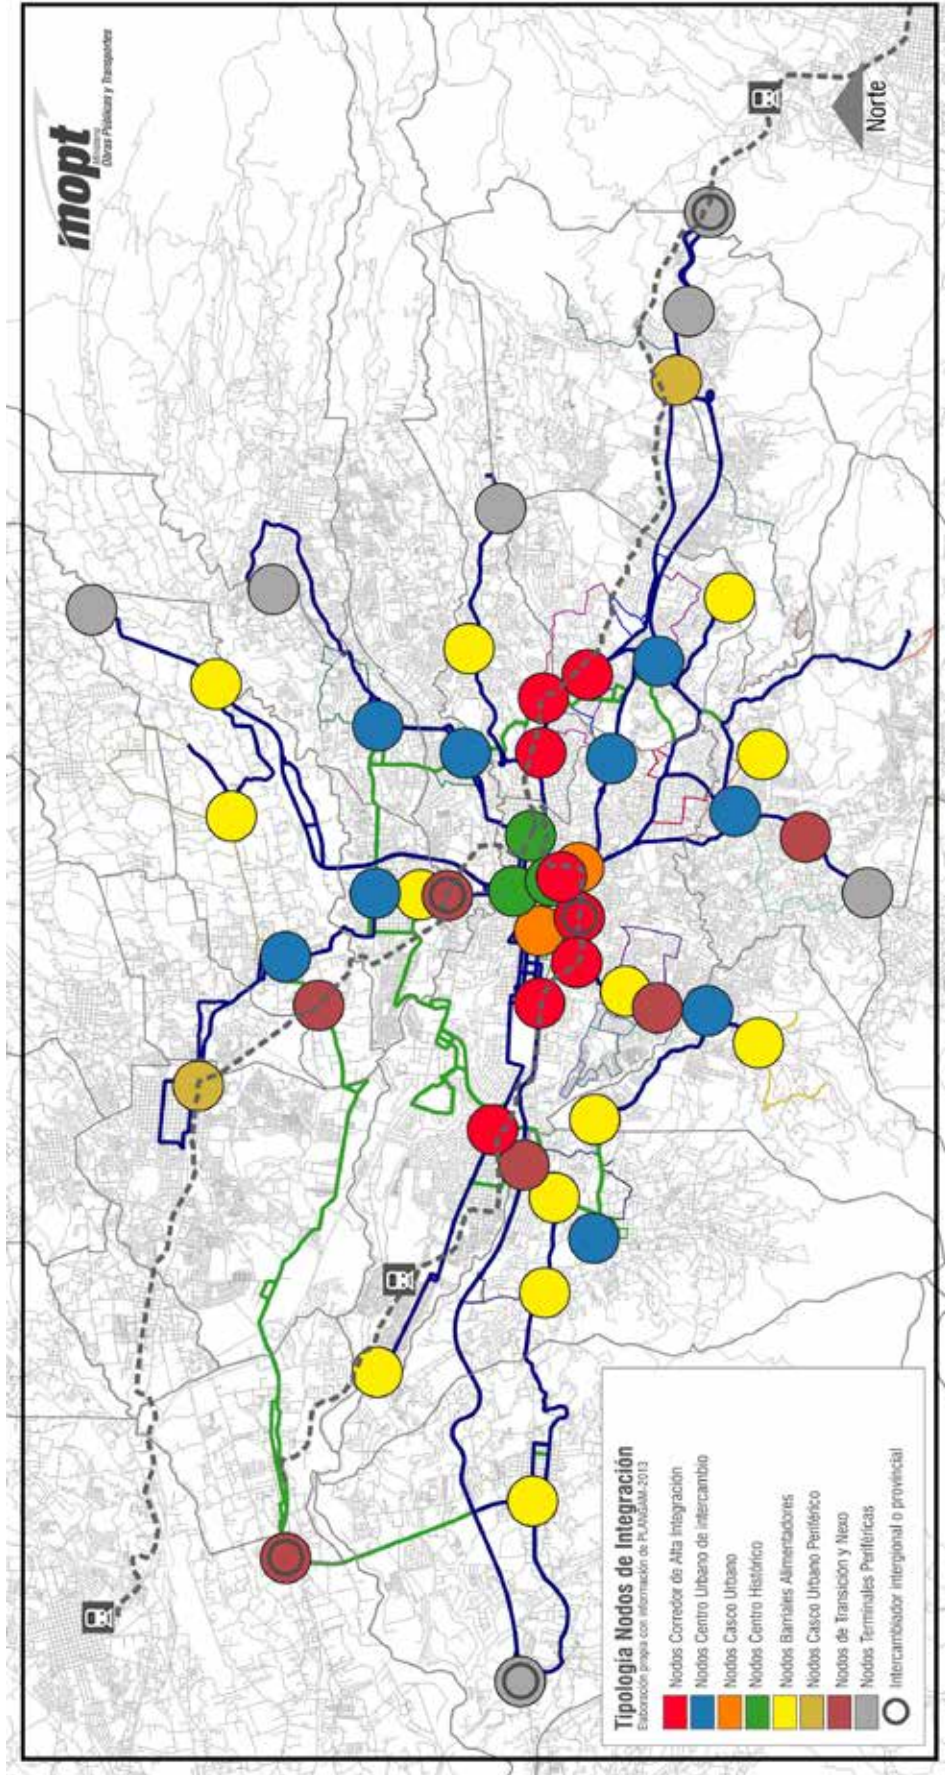 mopt
Ministerio
Obras Públicas y Transportes
Norte
Tipología Nodos de Integración
Elaboración propia con información de PLANGAM-2013
Nodos Corredor de Alta Integración
Nodos Centro Urbano de intercambio
Nodos Casco Urbano
Nodos Centro Histórico
Nodos Barriales Alimentadores
Nodos Casco Urbano Periférico
Nodos de Transición y Nexo
Nodos Terminales Periféricas
Intercambiador intergional o provincial